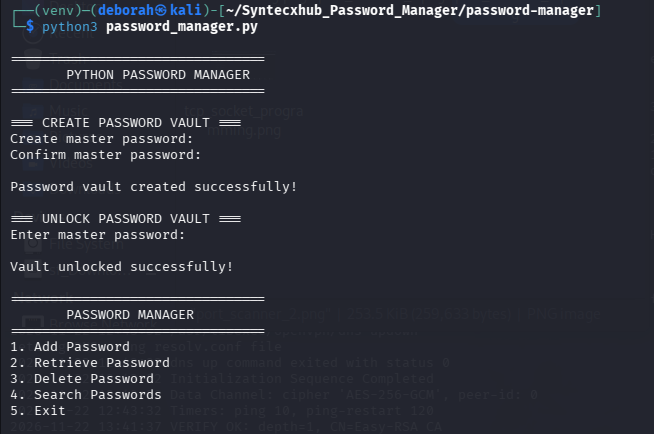 ┌──(venv)─(deborah㉿kali)-[~/Syntecxhub_Password_Manager/password-manager]
└─$ python3 password_manager.py
================================
PYTHON PASSWORD MANAGER
================================
=== CREATE PASSWORD VAULT ===
Create master password:
Confirm master password:
Password vault created successfully!
=== UNLOCK PASSWORD VAULT ===
Enter master password:
Vault unlocked successfully!
================================
PASSWORD MANAGER
================================
1. Add Password
2. Retrieve Password
3. Delete Password
4. Search Passwords
5. Exit